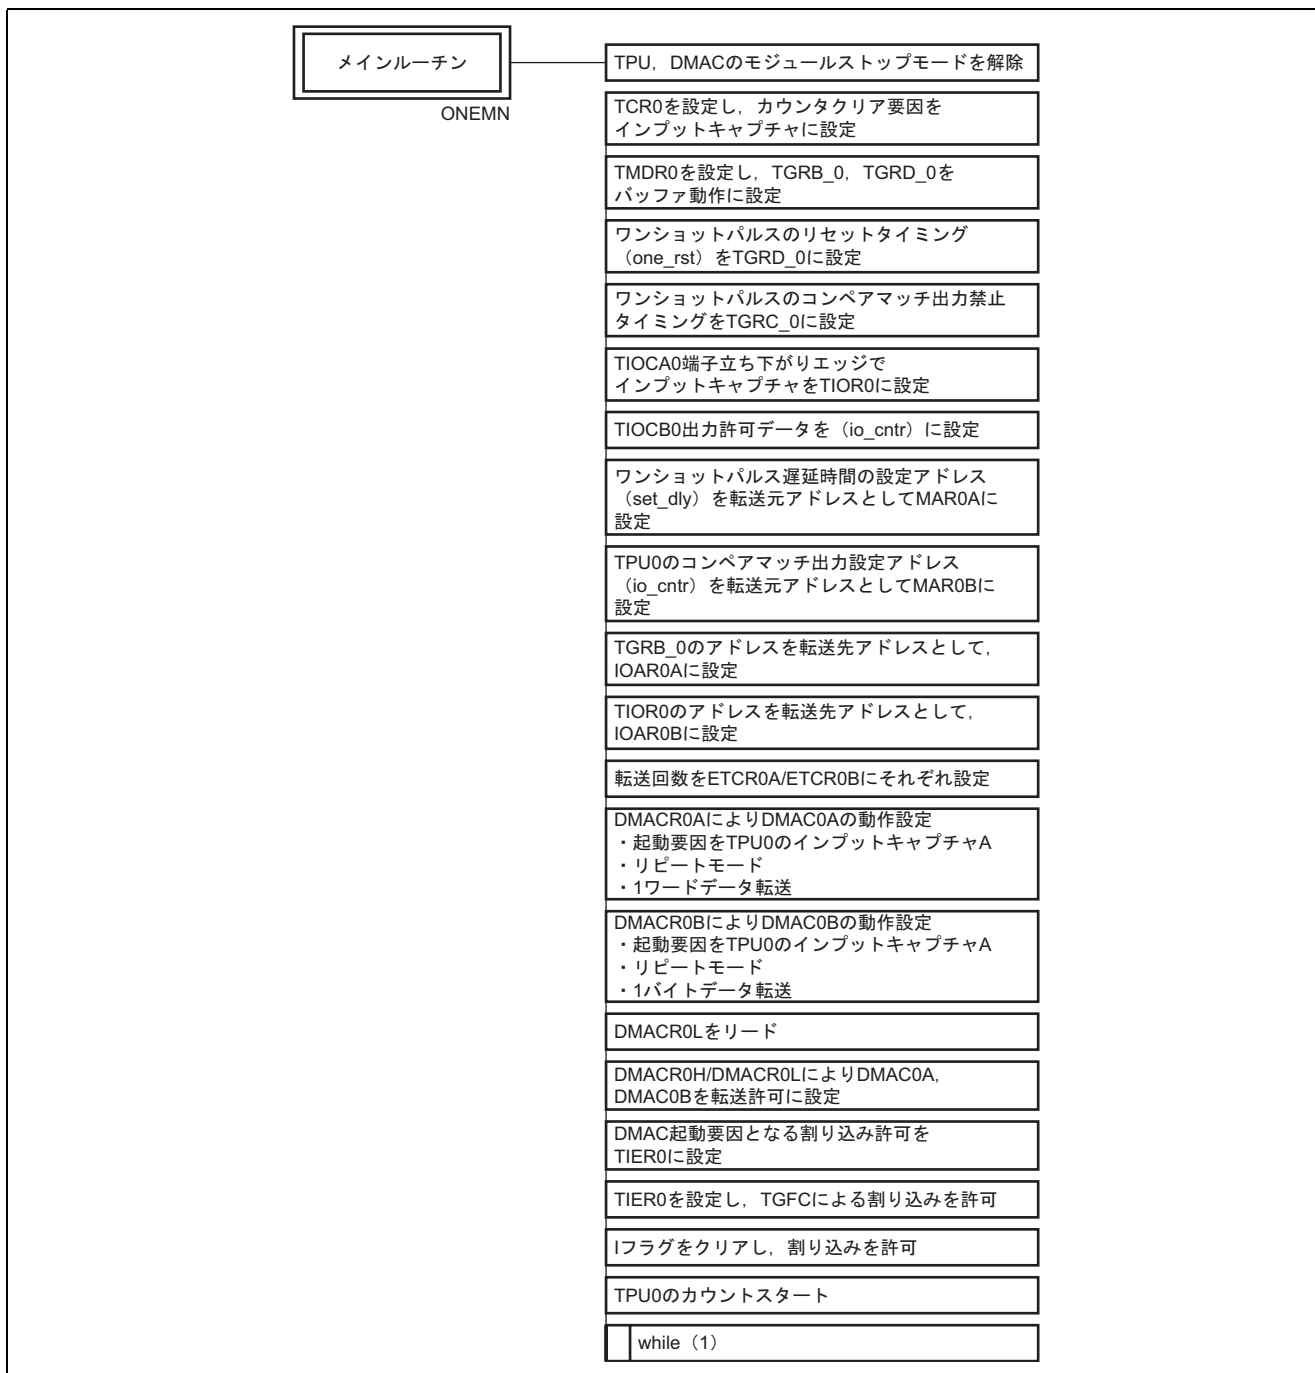 メインルーチン
ONEMN
TPU，DMACのモジュールストップモードを解除
TCR0を設定し，カウンタクリア要因を
インプットキャプチャに設定
TMDR0を設定し，TGRB_0，TGRD_0を
バッファ動作に設定
ワンショットパルスのリセットタイミング
（one_rst）をTGRD_0に設定
ワンショットパルスのコンペアマッチ出力禁止
タイミングをTGRC_0に設定
TIOCA0端子立ち下がりエッジで
インプットキャプチャをTIOR0に設定
TIOCB0出力許可データを（io_cntr）に設定
ワンショットパルス遅延時間の設定アドレス
（set_dly）を転送元アドレスとしてMAR0Aに
設定
TPU0のコンペアマッチ出力設定アドレス
（io_cntr）を転送元アドレスとしてMAR0Bに
設定
TGRB_0のアドレスを転送先アドレスとして，
IOAR0Aに設定
TIOR0のアドレスを転送先アドレスとして，
IOAR0Bに設定
転送回数をETCR0A/ETCR0Bにそれぞれ設定
DMACR0AによりDMAC0Aの動作設定
・起動要因をTPU0のインプットキャプチャA
・リピートモード
・1ワードデータ転送
DMACR0BによりDMAC0Bの動作設定
・起動要因をTPU0のインプットキャプチャA
・リピートモード
・1バイトデータ転送
DMACR0Lをリード
DMACR0H/DMACR0LによりDMAC0A，
DMAC0Bを転送許可に設定
DMAC起動要因となる割り込み許可を
TIER0に設定
TIER0を設定し，TGFCによる割り込みを許可
Iフラグをクリアし，割り込みを許可
TPU0のカウントスタート
while（1）